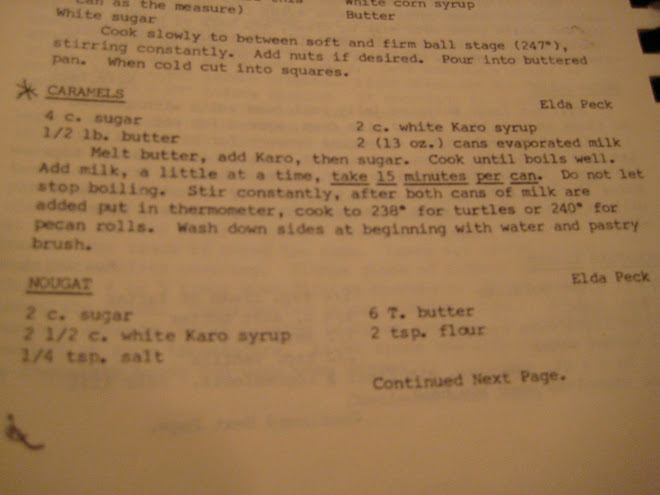 can as the measure)
White corn syrup
White sugar
Butter
Cook slowly to between soft and firm ball stage (247°),
stirring constantly. Add nuts if desired. Pour into buttered
pan. When cold cut into squares.
CARAMELS
Elda Peck
4 c. sugar
2 c. white Karo syrup
1/2 lb. butter
2 (13 oz.) cans evaporated milk
Melt butter, add Karo, then sugar. Cook until boils well.
Add milk, a little at a time, take 15 minutes per can. Do not let
stop boiling. Stir constantly, after both cans of milk are
added put in thermometer, cook to 238° for turtles or 240° for
pecan rolls. Wash down sides at beginning with water and pastry
brush.
NOUGAT
Elda Peck
2 c. sugar
6 T. butter
2 1/2 c. white Karo syrup
2 tsp. flour
1/4 tsp. salt
Continued Next Page.